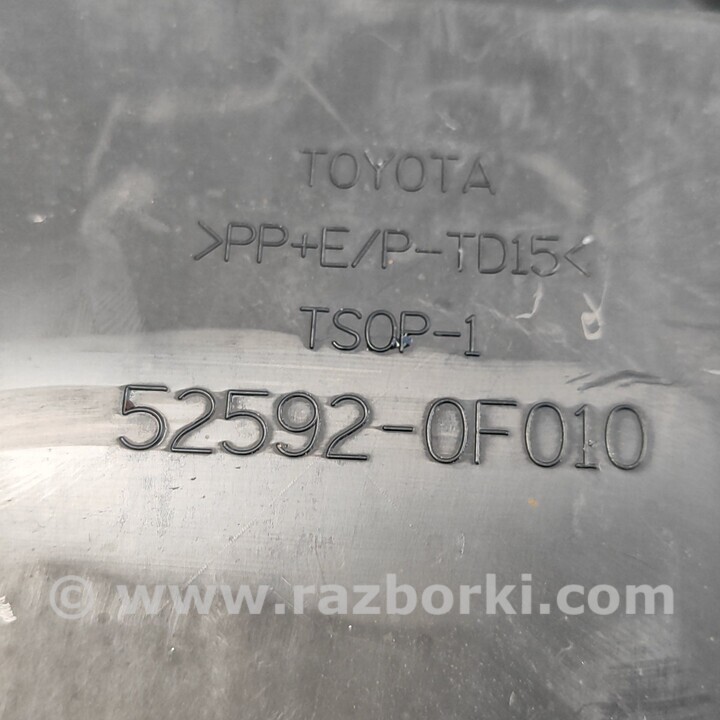 TOYOTA
>PP+E/P-TD15<
TSOP-1
52592-0F010
© www.razborki.com